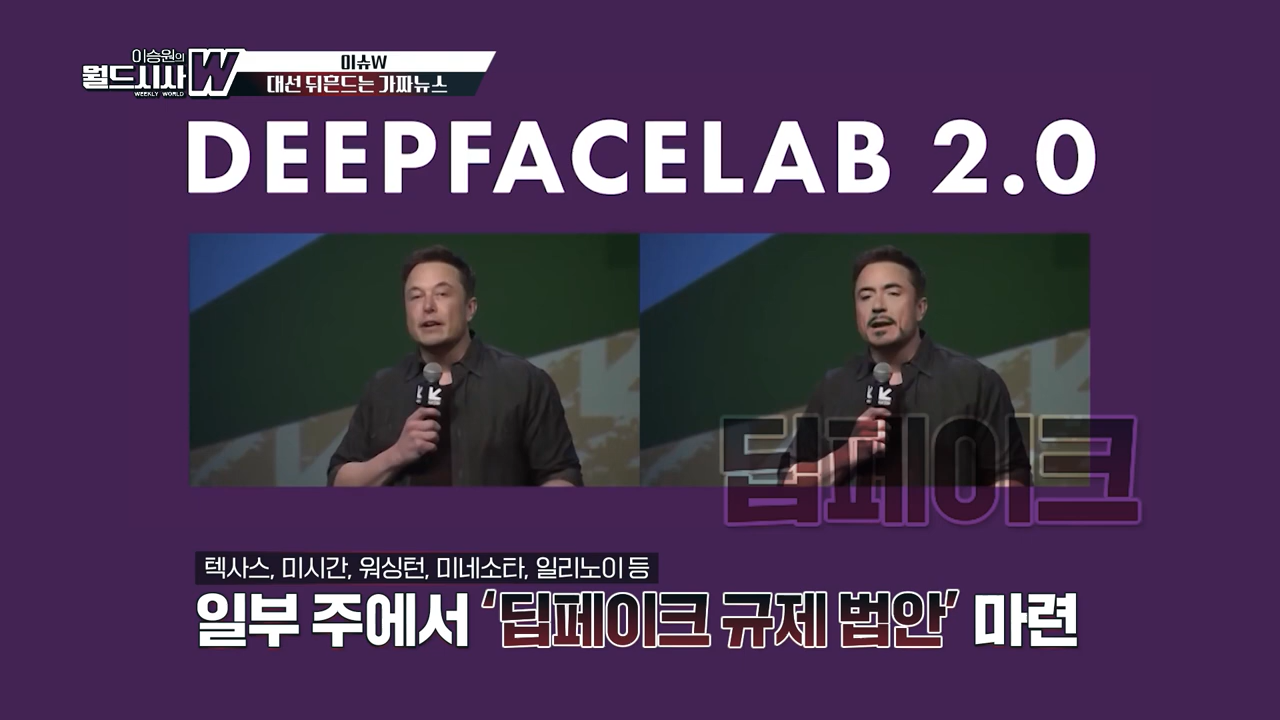 이승원의
월드시사 W
WEEKLY WORLD
이슈W
대선 뒤흔드는 가짜뉴스
DEEPFACELAB 2.0
딥페이크
텍사스, 미시간, 워싱턴, 미네소타, 일리노이 등
일부 주에서 ‘딥페이크 규제 법안’ 마련